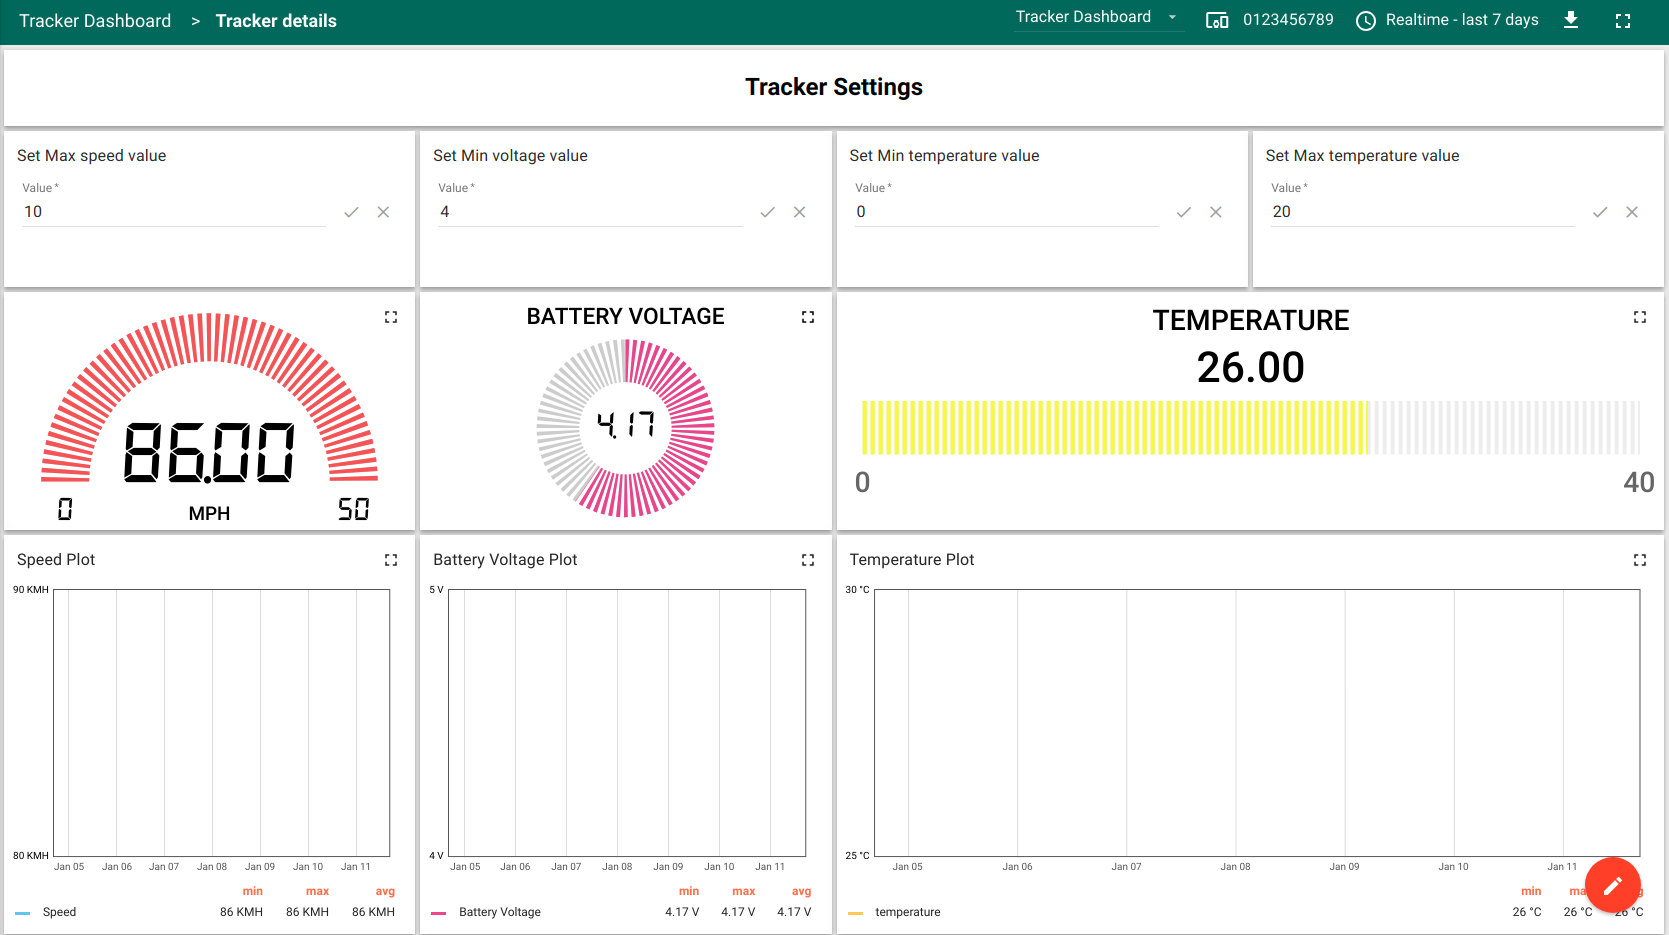 Tracker Dashboard > Tracker details
Tracker Dashboard 0123456789 Realtime - last 7 days
Tracker Settings
Set Max speed value
Value *
10
Set Min voltage value
Value *
4
Set Min temperature value
Value *
0
Set Max temperature value
Value *
20
86.00
0 MPH 50
BATTERY VOLTAGE
4.17
TEMPERATURE
26.00
0 40
Speed Plot
90 KMH
80 KMH
Jan 05 Jan 06 Jan 07 Jan 08 Jan 09 Jan 10 Jan 11
min max avg
Speed 86 KMH 86 KMH 86 KMH
Battery Voltage Plot
5 V
4 V
Jan 05 Jan 06 Jan 07 Jan 08 Jan 09 Jan 10 Jan 11
min max avg
Battery Voltage 4.17 V 4.17 V 4.17 V
Temperature Plot
30 °C
25 °C
Jan 05 Jan 06 Jan 07 Jan 08 Jan 09 Jan 10 Jan 11
min
temperature 26 °C 26 °C 26 °C